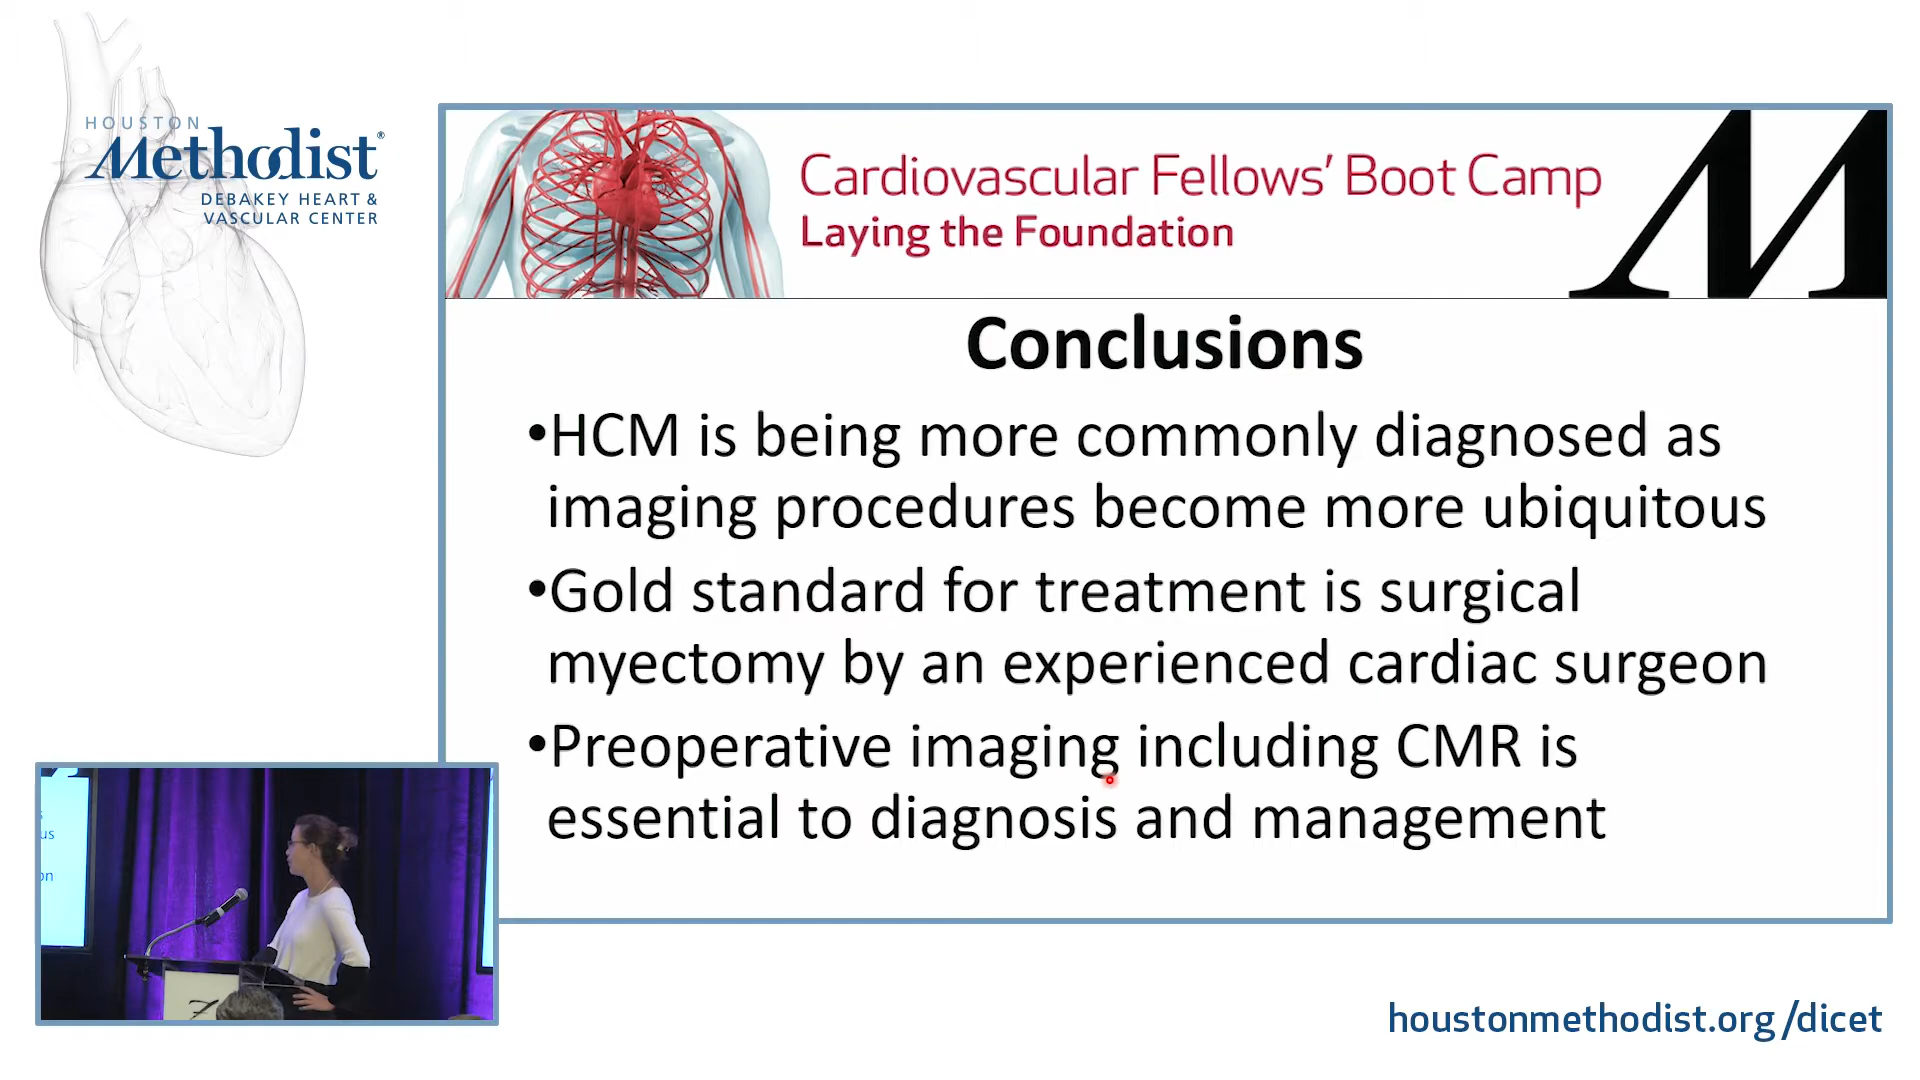 HOUSTON
Methodist®
DEBAKEY HEART &
VASCULAR CENTER
Cardiovascular Fellows' Boot Camp
Laying the Foundation
M
Conclusions
•HCM is being more commonly diagnosed as
imaging procedures become more ubiquitous
•Gold standard for treatment is surgical
myectomy by an experienced cardiac surgeon
•Preoperative imaging including CMR is
essential to diagnosis and management
us
on
houstonmethodist.org/dicet